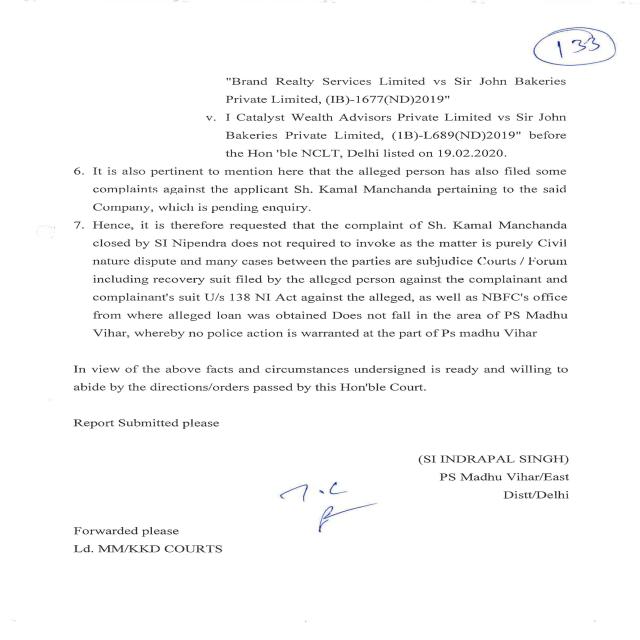 133
"Brand Realty Services Limited vs Sir John Bakeries
Private Limited, (IB)-1677(ND)2019"
v. I Catalyst Wealth Advisors Private Limited vs Sir John
Bakeries Private Limited, (1B)-L689(ND)2019" before
the Hon 'ble NCLT, Delhi listed on 19.02.2020.
6. It is also pertinent to mention here that the alleged person has also filed some
complaints against the applicant Sh. Kamal Manchanda pertaining to the said
Company, which is pending enquiry.
7. Hence, it is therefore requested that the complaint of Sh. Kamal Manchanda
closed by SI Nipendra does not required to invoke as the matter is purely Civil
nature dispute and many cases between the parties are subjudice Courts / Forum
including recovery suit filed by the alleged person against the complainant and
complainant's suit U/s 138 NI Act against the alleged, as well as NBFC's office
from where alleged loan was obtained Does not fall in the area of PS Madhu
Vihar, whereby no police action is warranted at the part of Ps madhu Vihar
In view of the above facts and circumstances undersigned is ready and willing to
abide by the directions/orders passed by this Hon'ble Court.
Report Submitted please
(SI INDRAPAL SINGH)
PS Madhu Vihar/East
Distt/Delhi
T.C
Forwarded please
Ld. MM/KKD COURTS